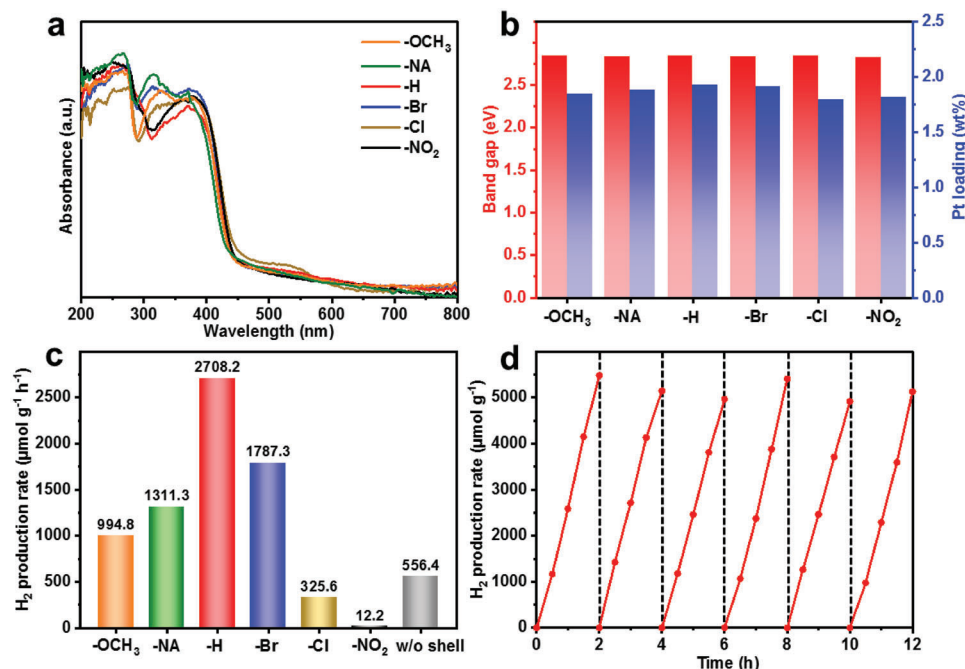 a
Absorbance (a.u.)
-OCH₃
-NA
-H
-Br
-Cl
-NO₂
200 300 400 500 600 700 800
Wavelength (nm)
b
Band gap (eV)
2.5
2.0
1.5
1.0
0.5
0.0
2.5
2.0
1.5
1.0
0.5
0.0
Pt loading (wt%)
-OCH₃ -NA -H -Br -Cl -NO₂
c
H₂ production rate (μmol g⁻¹ h⁻¹)
2500
2000
1500
1000
500
0
994.8
1311.3
2708.2
1787.3
325.6
12.2
556.4
-OCH₃ -NA -H -Br -Cl -NO₂ w/o shell
d
H₂ production rate (μmol g⁻¹)
5000
4000
3000
2000
1000
0
0 2 4 6 8 10 12
Time (h)